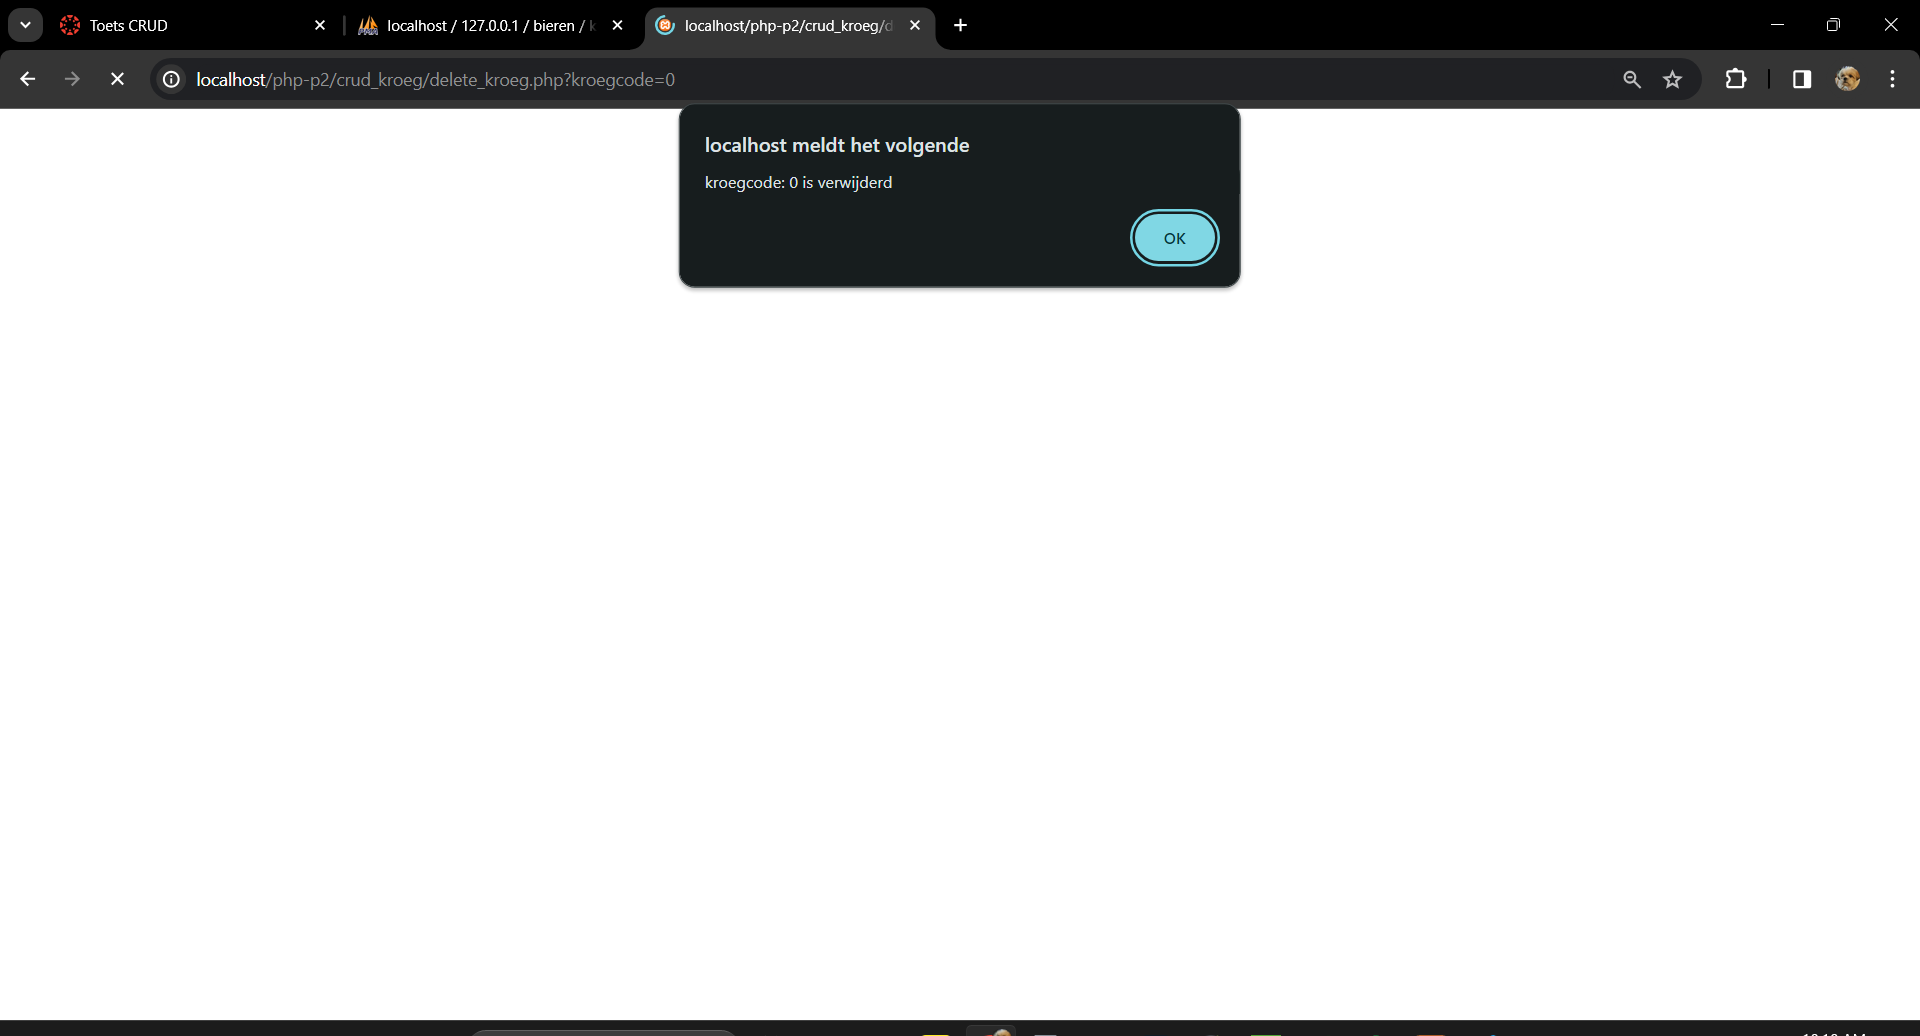 Toets CRUD
localhost / 127.0.0.1 / bieren / k
localhost/php-p2/crud_kroeg/d
localhost/php-p2/crud_kroeg/delete_kroeg.php?kroegcode=0
localhost meldt het volgende
kroegcode: 0 is verwijderd
OK